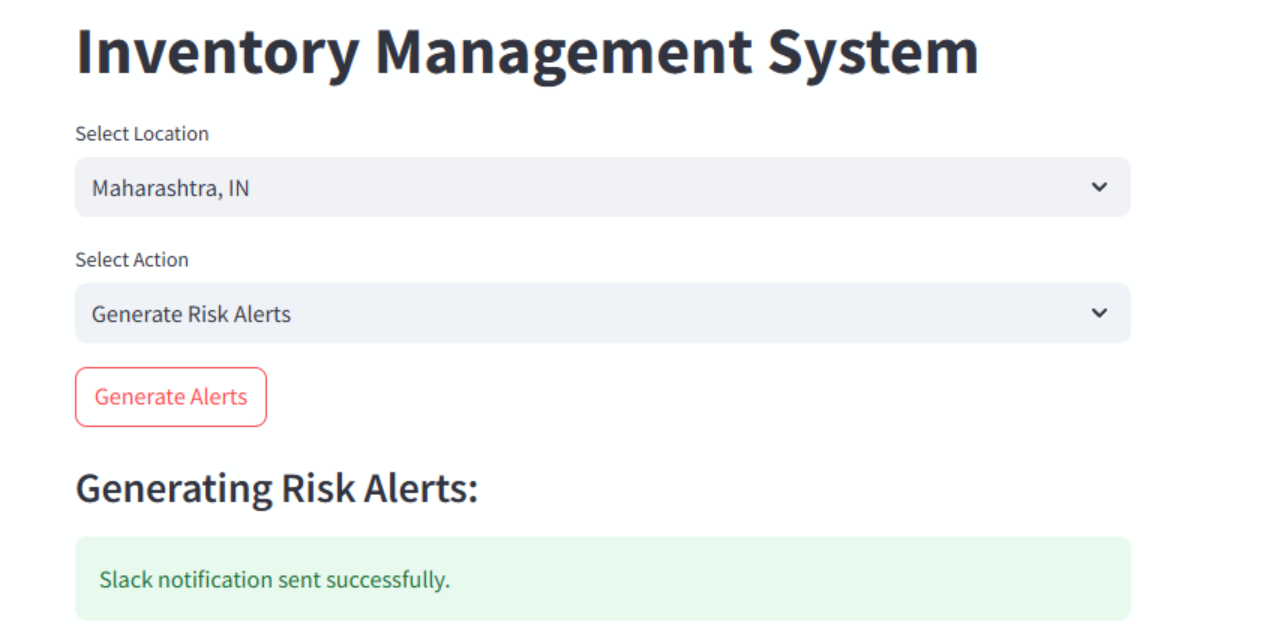 Inventory Management System
Select Location
Maharashtra, IN
Select Action
Generate Risk Alerts
Generate Alerts
Generating Risk Alerts:
Slack notification sent successfully.